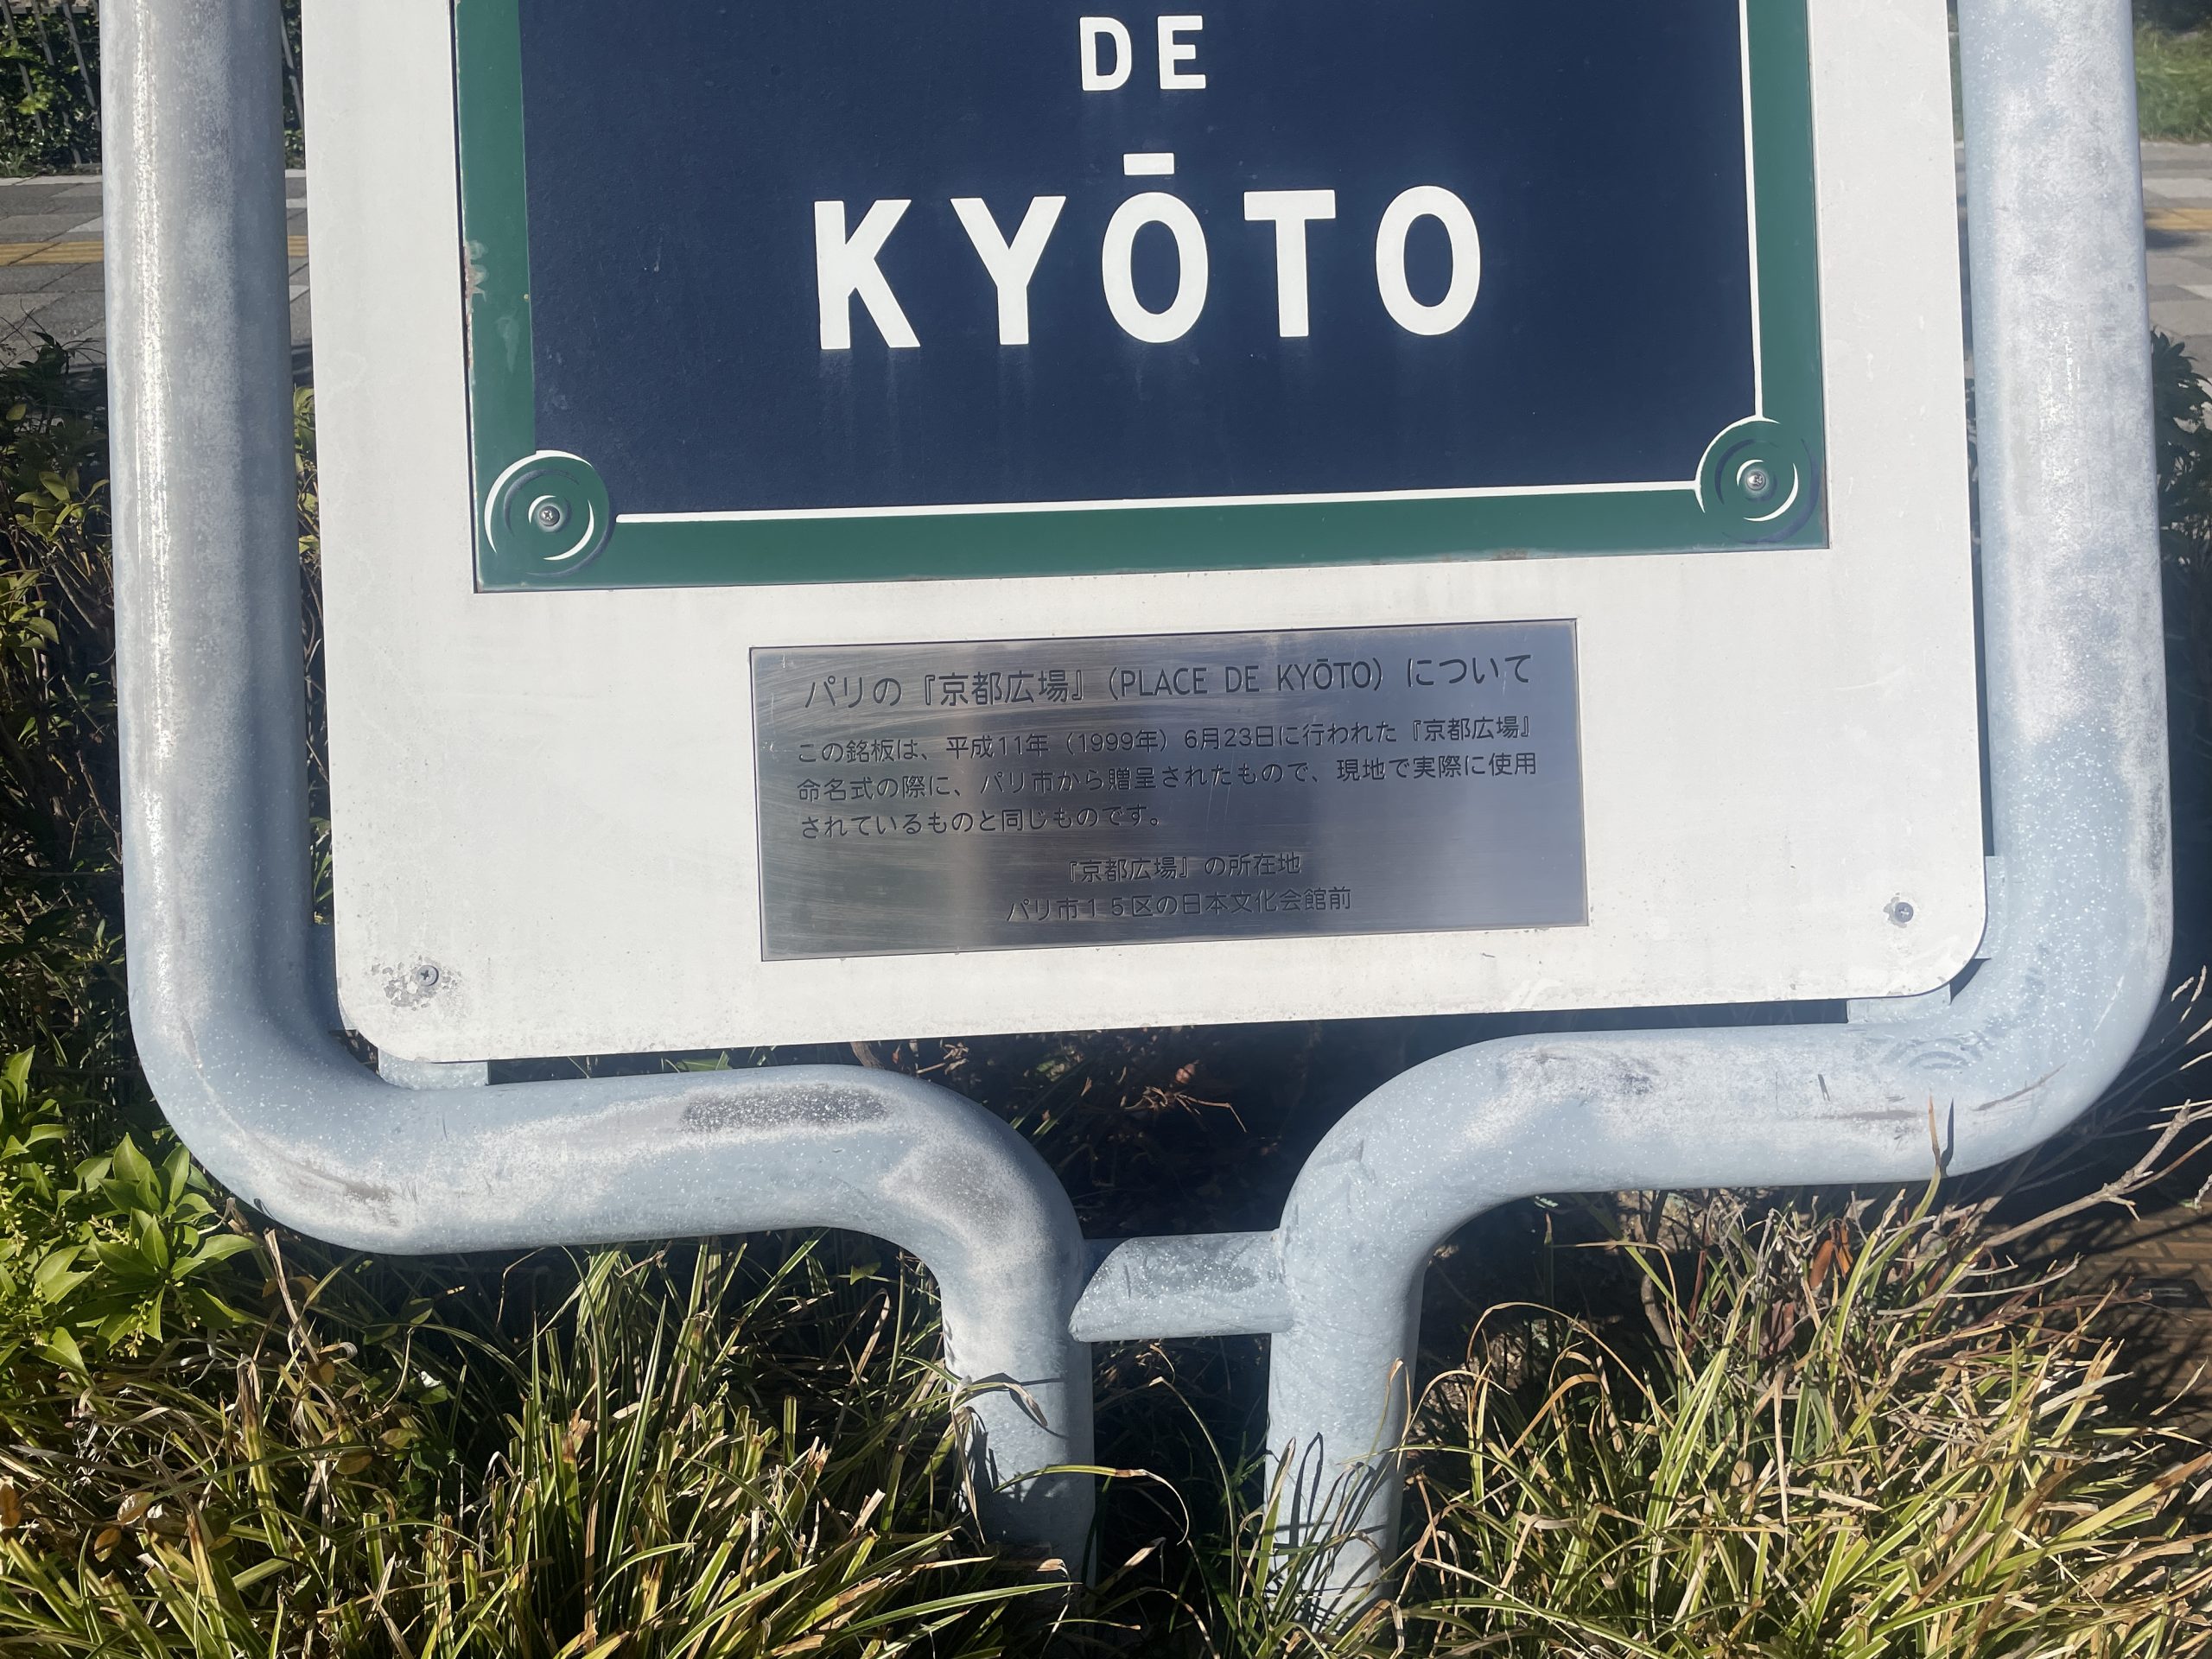 DE
KYŌTO
パリの『京都広場』(PLACE DE KYŌTO) について
この銘板は、平成11年(1999年)6月23日に行われた『京都広場』
命名式の際に、パリ市から贈呈されたもので、現地で実際に使用
されているものと同じものです。
『京都広場』の所在地
パリ市15区の日本文化会館前